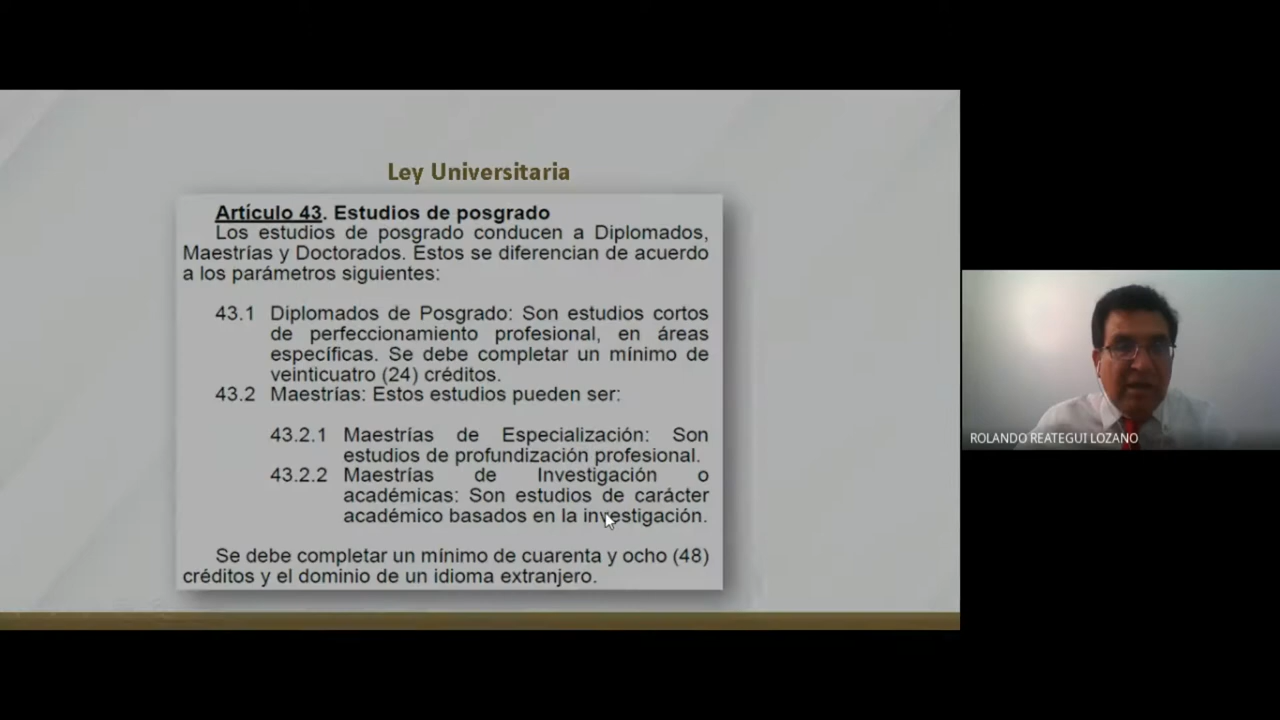 Ley Universitaria
Artículo 43. Estudios de posgrado
Los estudios de posgrado conducen a Diplomados,
Maestrías y Doctorados. Estos se diferencian de acuerdo
a los parámetros siguientes:
43.1 Diplomados de Posgrado: Son estudios cortos
de perfeccionamiento profesional, en áreas
específicas. Se debe completar un mínimo de
veinticuatro (24) créditos.
43.2 Maestrías: Estos estudios pueden ser:
43.2.1 Maestrías de Especialización: Son
estudios de profundización profesional.
43.2.2 Maestrías de Investigación o
académicas: Son estudios de carácter
académico basados en la investigación.
Se debe completar un mínimo de cuarenta y ocho (48)
créditos y el dominio de un idioma extranjero.
ROLANDO REATEGUI LOZANO